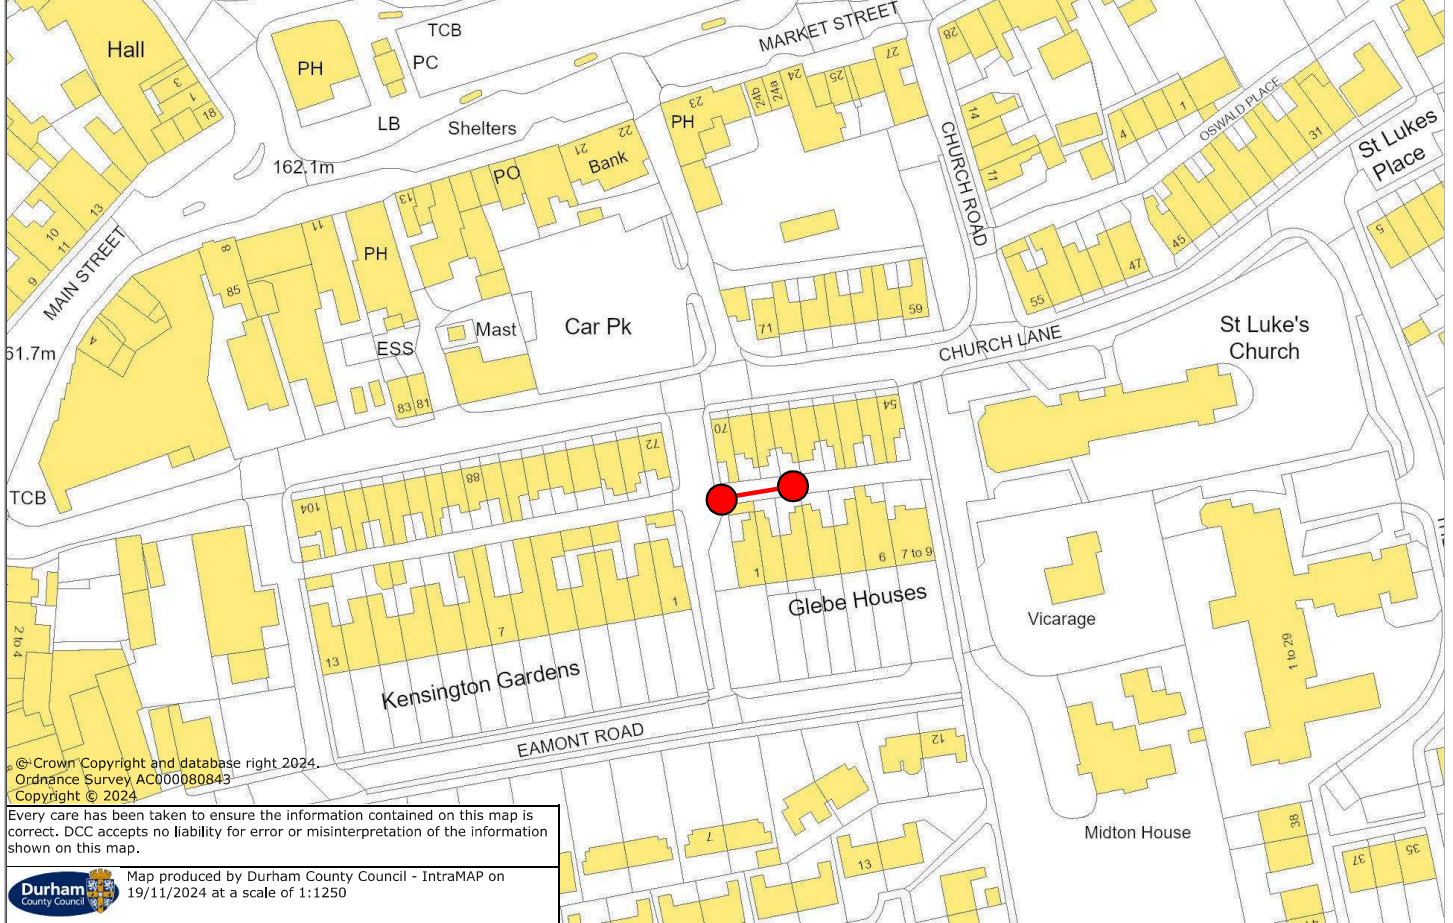 Hall
3
1
18
PH
TCB
PC
LB
Shelters
MARKET STREET
27
28
25
24
24a
24b
23
PH
22
21
Bank
PO
13
162.1m
14
11
CHURCH ROAD
4
1
OSWALD PLACE
31
St Lukes
Place
5
45
47
55
13
10
11
9
MAIN STREET
8
85
11
PH
4
61.7m
ESS
Mast
Car Pk
83
81
71
59
CHURCH LANE
St Luke's
Church
TCB
104
88
72
70
54
1
6
7 to 9
Glebe Houses
13
7
1
Kensington Gardens
EAMONT ROAD
2 to 4
Vicarage
1 to 29
12
7
13
Midton House
38
37
35
© Crown Copyright and database right 2024.
Ordnance Survey AC000080843
Copyright © 2024
Every care has been taken to ensure the information contained on this map is
correct. DCC accepts no liability for error or misinterpretation of the information
shown on this map.
Durham
County Council
Map produced by Durham County Council - IntraMAP on
19/11/2024 at a scale of 1:1250